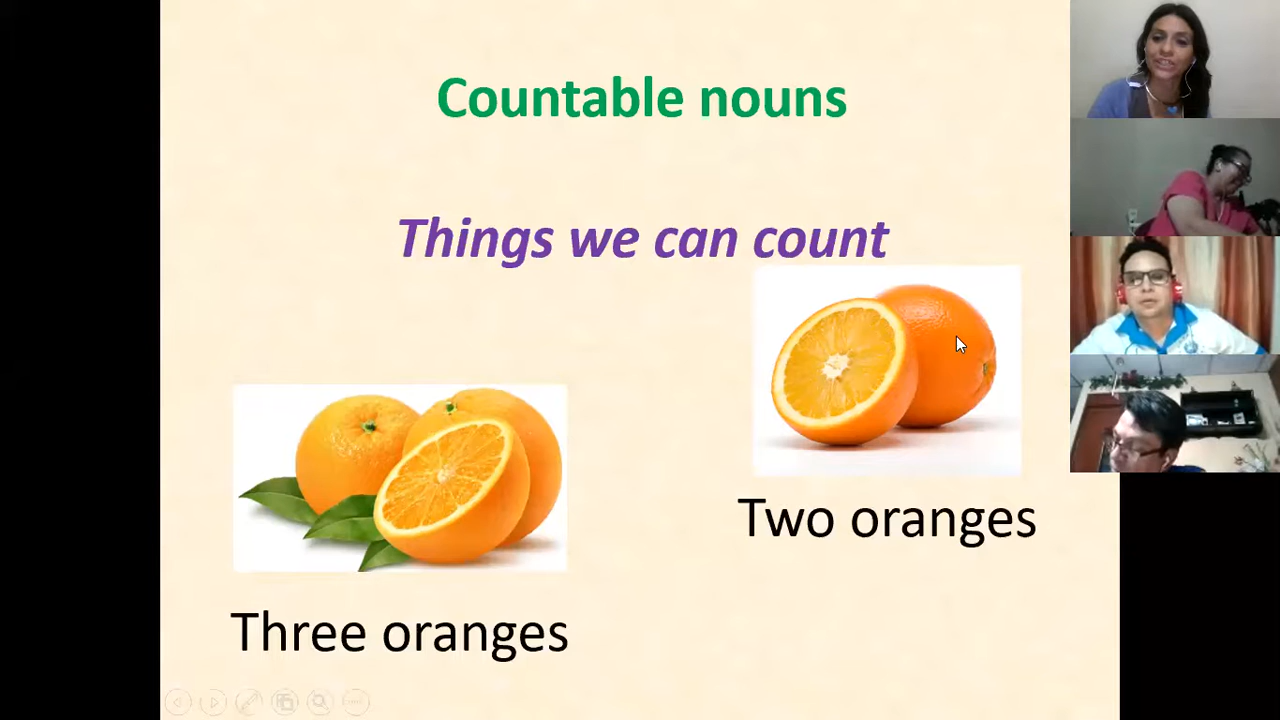 Countable nouns
Things we can count
Two oranges
Three oranges